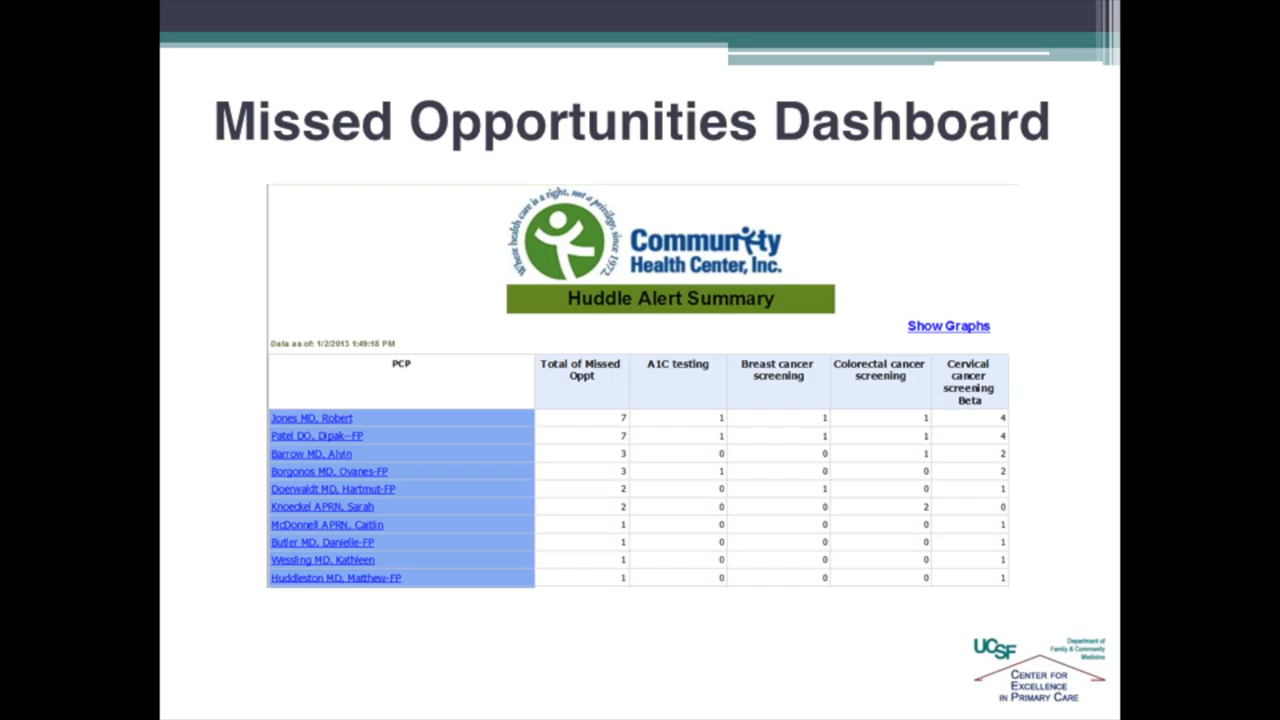 Missed Opportunities Dashboard
Where health care is a right, not a privilege, since 1972.
Community
Health Center, Inc.
Huddle Alert Summary
Show Graphs
Data as of: 1/2/2013 1:49:18 PM
PCP Total of Missed Oppt A1C testing Breast cancer screening Colorectal cancer screening Cervical cancer screening Beta
Jones MD, Robert 7 1 1 1 4
Patel DO, Dipak--FP 7 1 1 1 4
Barrow MD, Alvin 3 0 0 1 2
Borgonos MD, Ovanes-FP 3 1 0 0 2
Doerwaldt MD, Hartmut-FP 2 0 1 0 1
Knoeckel APRN, Sarah 2 0 0 2 0
McDonnell APRN, Caitlin 1 0 0 0 1
Butler MD, Danielle-FP 1 0 0 0 1
Wessling MD, Kathleen 1 0 0 0 1
Huddleston MD, Matthew-FP 1 0 0 0 1
UCSF
Department of
Family & Community
Medicine
CENTER FOR
EXCELLENCE
IN PRIMARY CARE